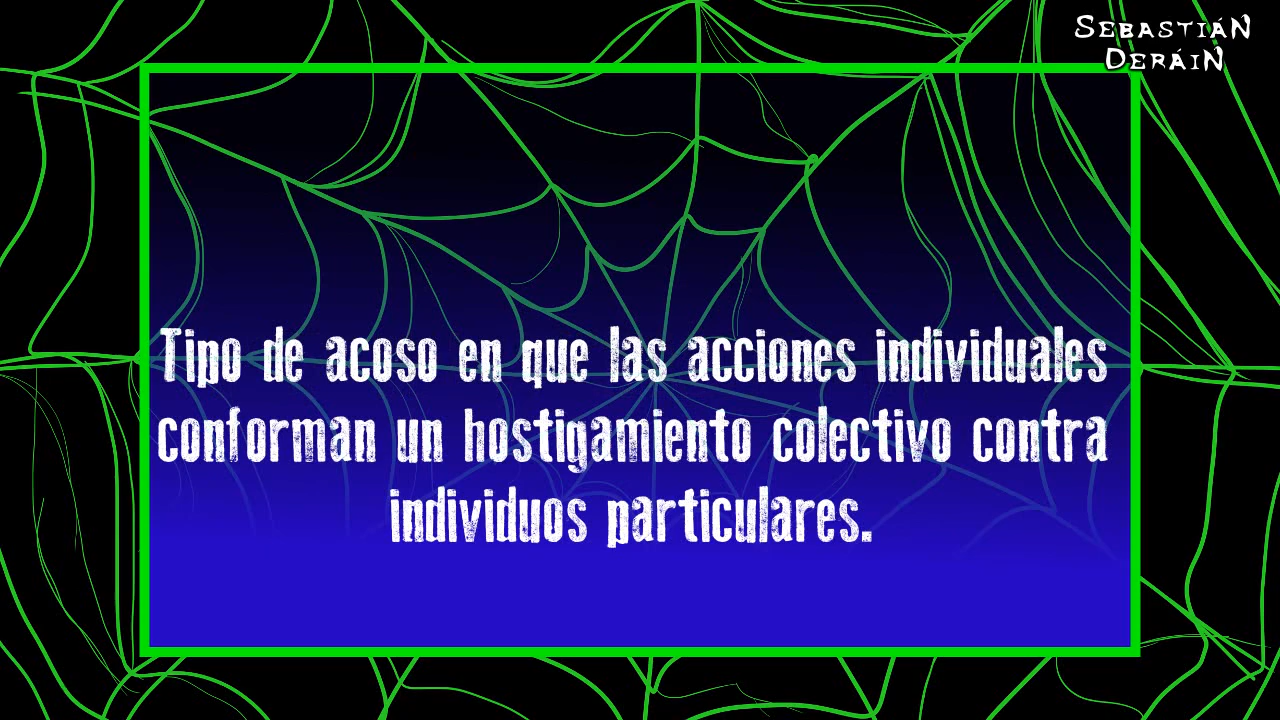 SEBASTIÁN
DERÁIN
Tipo de acoso en que las acciones individuales
conforman un hostigamiento colectivo contra
individuos particulares.